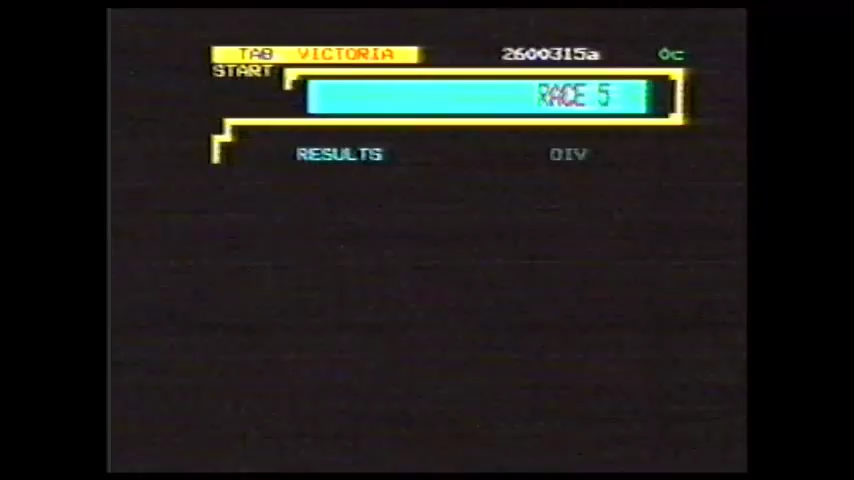 TAB VICTORIA 2600315a 0c
START
RACE 5
RESULTS DIV